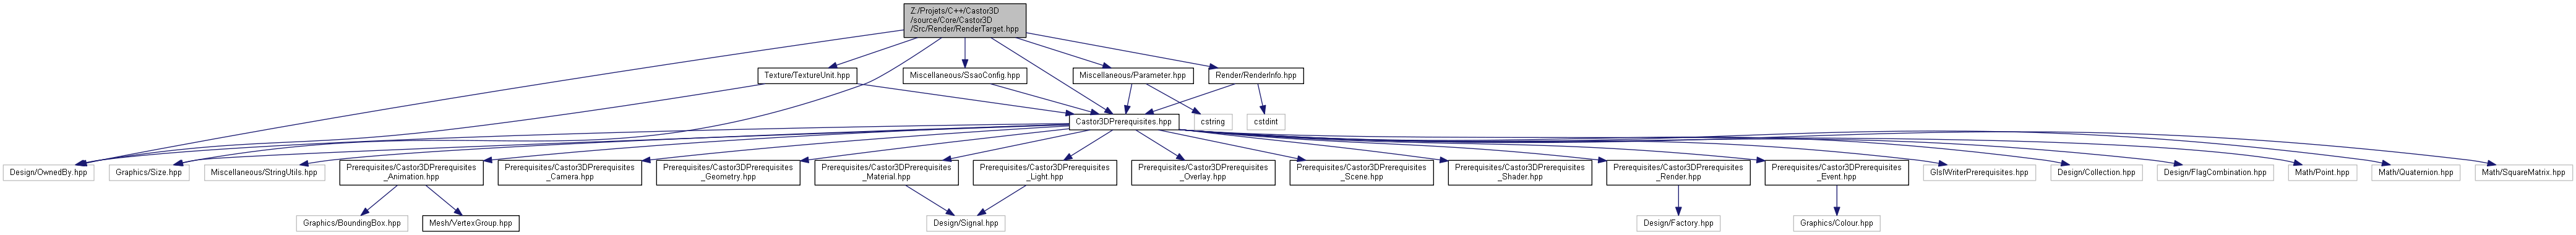 Z:/Projets/C++/Castor3D
/source/Core/Castor3D
/Src/Render/RenderTarget.hpp
Texture/TextureUnit.hpp
Miscellaneous/SsaoConfig.hpp
Miscellaneous/Parameter.hpp
Render/RenderInfo.hpp
Castor3DPrerequisites.hpp
cstring
cstdint
Design/OwnedBy.hpp
Graphics/Size.hpp
Miscellaneous/StringUtils.hpp
Prerequisites/Castor3DPrerequisites
_Animation.hpp
Prerequisites/Castor3DPrerequisites
_Camera.hpp
Prerequisites/Castor3DPrerequisites
_Geometry.hpp
Prerequisites/Castor3DPrerequisites
_Material.hpp
Prerequisites/Castor3DPrerequisites
_Light.hpp
Prerequisites/Castor3DPrerequisites
_Overlay.hpp
Prerequisites/Castor3DPrerequisites
_Scene.hpp
Prerequisites/Castor3DPrerequisites
_Shader.hpp
Prerequisites/Castor3DPrerequisites
_Render.hpp
Prerequisites/Castor3DPrerequisites
_Event.hpp
GlslWriterPrerequisites.hpp
Design/Collection.hpp
Design/FlagCombination.hpp
Math/Point.hpp
Math/Quaternion.hpp
Math/SquareMatrix.hpp
Graphics/BoundingBox.hpp
Mesh/VertexGroup.hpp
Design/Signal.hpp
Design/Factory.hpp
Graphics/Colour.hpp